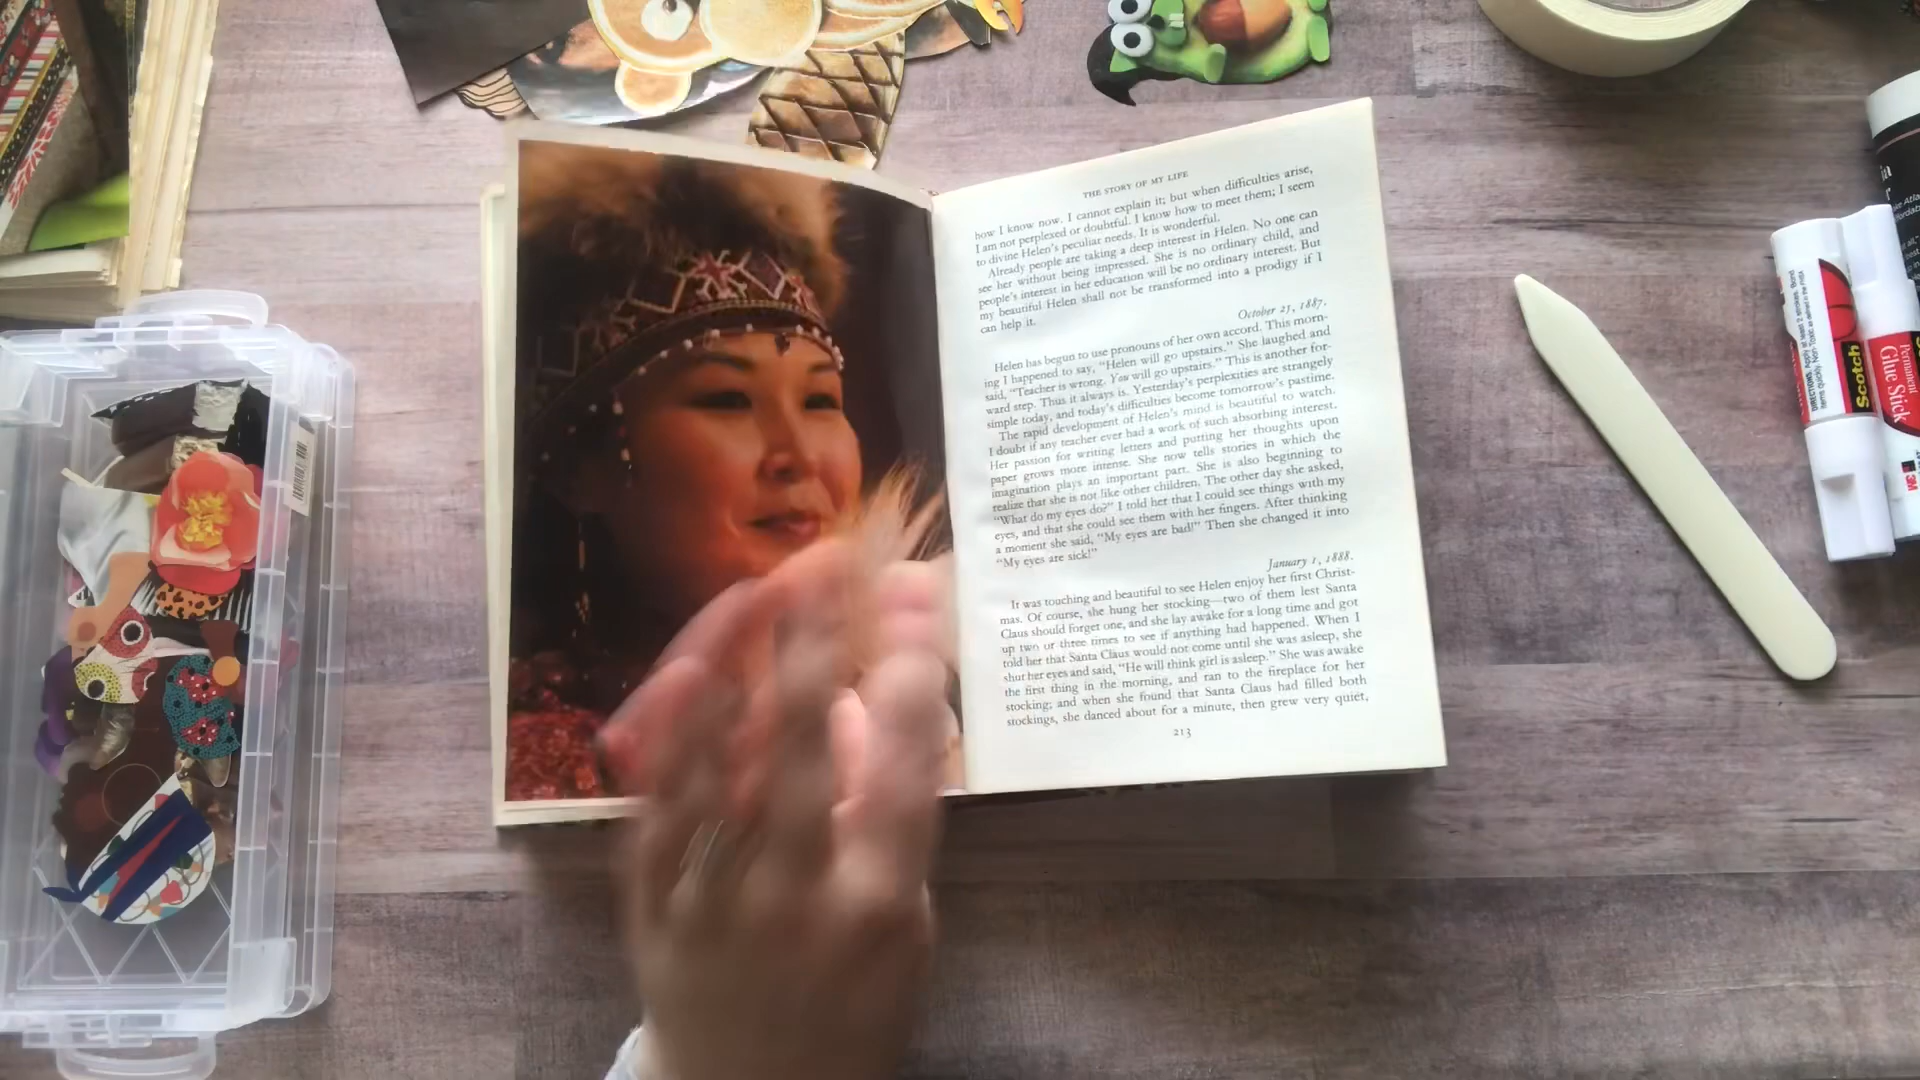 THE STORY OF MY LIFE
how I know now. I cannot explain it; but when difficulties arise,
I am not perplexed or doubtful. I know how to meet them; I seem
to divine Helen's peculiar needs. It is wonderful.
Already people are taking a deep interest in Helen. No one can
see her without being impressed. She is no ordinary child, and
people's interest in her education will be no ordinary interest. But
my beautiful Helen shall not be transformed into a prodigy if I
can help it.
October 25, 1887.
Helen has begun to use pronouns of her own accord. This morn-
ing I happened to say, "Helen will go upstairs." She laughed and
said, "Teacher is wrong. You will go upstairs." This is another for-
ward step. Thus it always is. Yesterday's perplexities are strangely
simple today, and today's difficulties become tomorrow's pastime.
The rapid development of Helen's mind is beautiful to watch.
I doubt if any teacher ever had a work of such absorbing interest.
Her passion for writing letters and putting her thoughts upon
paper grows more intense. She now tells stories in which the
imagination plays an important part. She is also beginning to
realize that she is not like other children. The other day she asked,
"What do my eyes do?" I told her that I could see things with my
eyes, and that she could see them with her fingers. After thinking
a moment she said, "My eyes are bad!" Then she changed it into
"My eyes are sick!"
January 1, 1888.
It was touching and beautiful to see Helen enjoy her first Christ-
mas. Of course, she hung her stocking—two of them lest Santa
Claus should forget one, and she lay awake for a long time and got
up two or three times to see if anything had happened. When I
told her that Santa Claus would not come until she was asleep, she
shut her eyes and said, "He will think girl is asleep." She was awake
the first thing in the morning, and ran to the fireplace for her
stocking; and when she found that Santa Claus had filled both
stockings, she danced about for a minute, then grew very quiet,
213
Scotch
Permanent
Glue Stick
3M